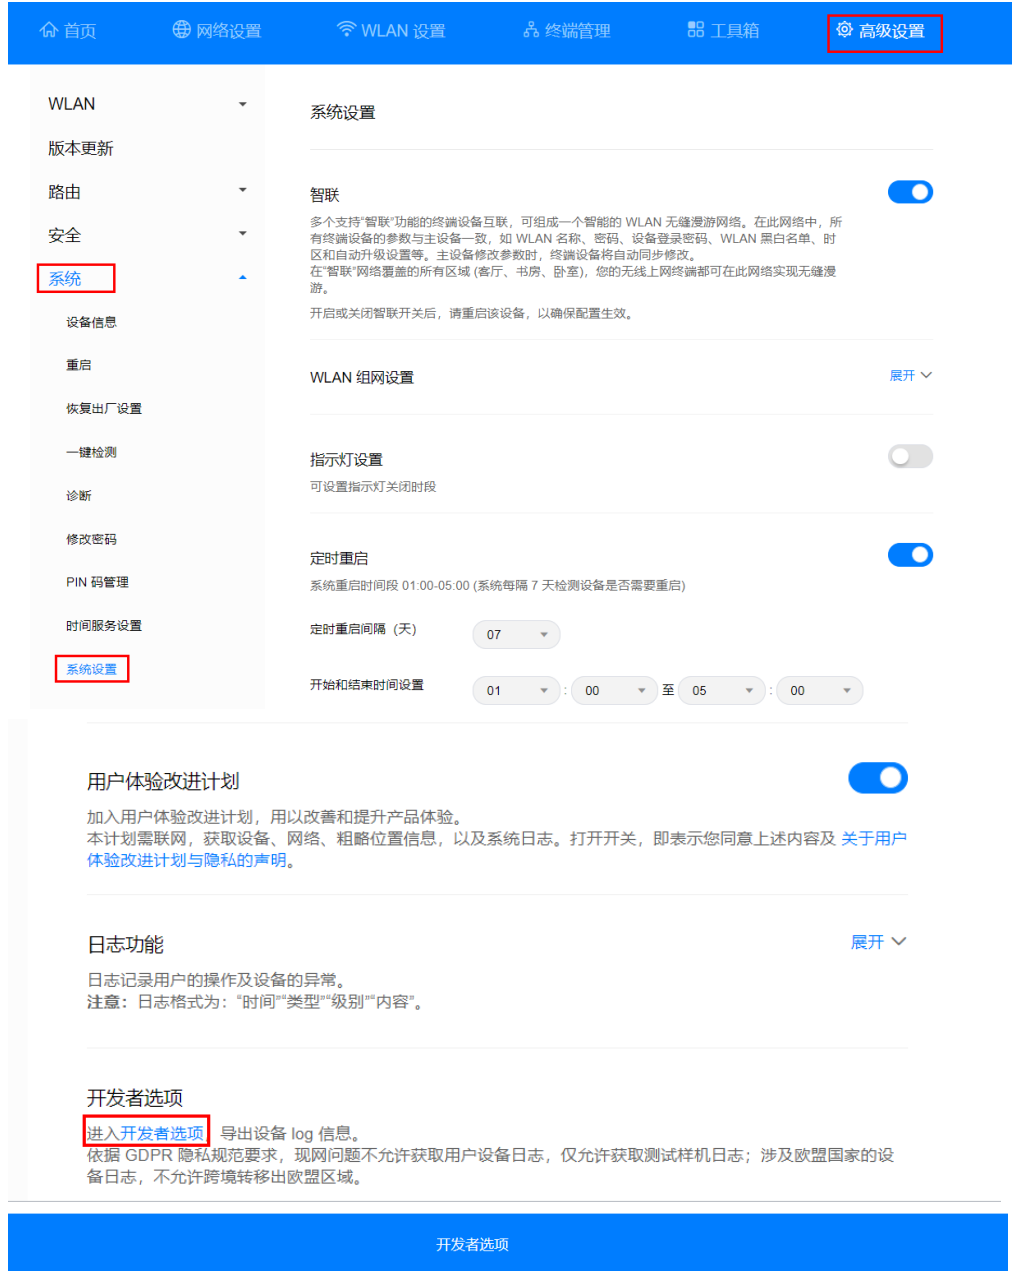 首页 网络设置 WLAN 设置 终端管理 工具箱 高级设置
WLAN
版本更新
路由
安全
系统
设备信息
重启
恢复出厂设置
一键检测
诊断
修改密码
PIN 码管理
时间服务设置
系统设置
系统设置
智联
多个支持“智联”功能的终端设备互联，可组成一个智能的 WLAN 无缝漫游网络。在此网络中，所
有终端设备的参数与主设备一致，如 WLAN 名称、密码、设备登录密码、WLAN 黑白名单、时
区和自动升级设置等。主设备修改参数时，终端设备将自动同步修改。
在“智联”网络覆盖的所有区域 (客厅、书房、卧室)，您的无线上网终端都可在此网络实现无缝漫
游。
开启或关闭智联开关后，请重启该设备，以确保配置生效。
WLAN 组网设置 展开
指示灯设置
可设置指示灯关闭时段
定时重启
系统重启时间段 01:00-05:00 (系统每隔 7 天检测设备是否需要重启)
定时重启间隔（天） 07
开始和结束时间设置 01 : 00 至 05 : 00
用户体验改进计划
加入用户体验改进计划，用以改善和提升产品体验。
本计划需联网，获取设备、网络、粗略位置信息，以及系统日志。打开开关，即表示您同意上述内容及 关于用户
体验改进计划与隐私的声明。
日志功能 展开
日志记录用户的操作及设备的异常。
注意：日志格式为：“时间”“类型”“级别”“内容”。
开发者选项
进入开发者选项，导出设备 log 信息。
依据 GDPR 隐私规范要求，现网问题不允许获取用户设备日志，仅允许获取测试样机日志；涉及欧盟国家的设
备日志，不允许跨境转移出欧盟区域。
开发者选项